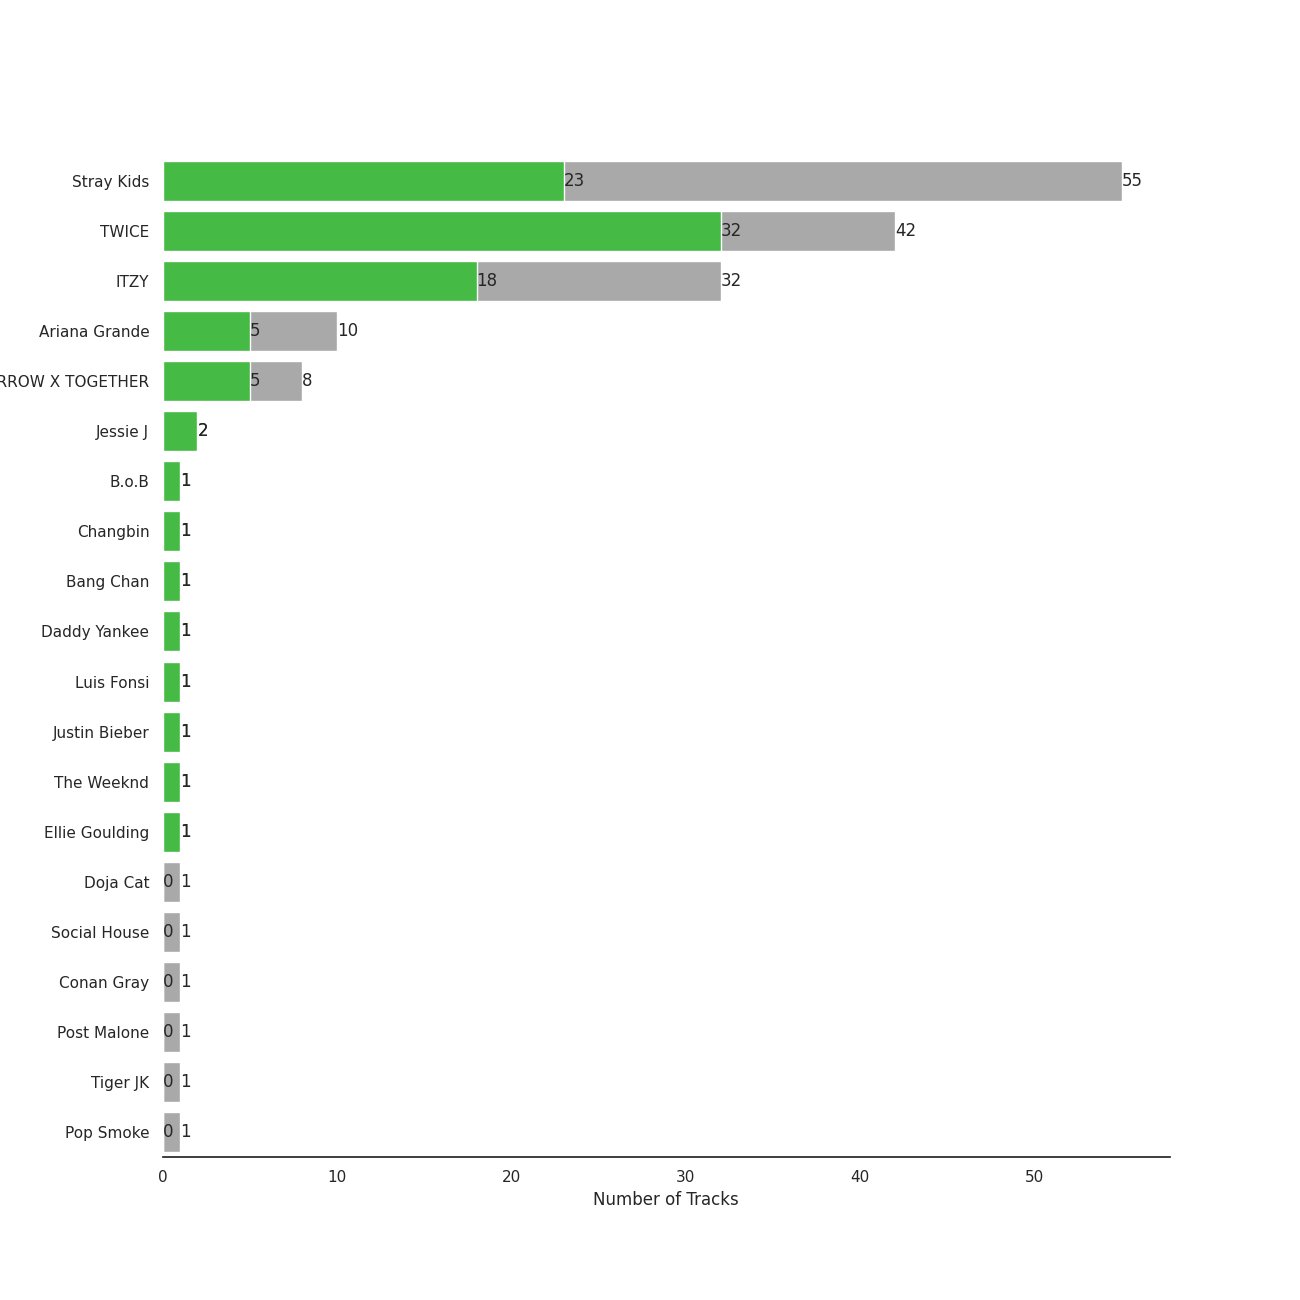 Stray Kids 23 55
TWICE 32 42
ITZY 18 32
Ariana Grande 5 10
RROW X TOGETHER 5 8
Jessie J 2
B.o.B 1
Changbin 1
Bang Chan 1
Daddy Yankee 1
Luis Fonsi 1
Justin Bieber 1
The Weeknd 1
Ellie Goulding 1
Doja Cat 0 1
Social House 0 1
Conan Gray 0 1
Post Malone 0 1
Tiger JK 0 1
Pop Smoke 0 1
0 10 20 30 40 50
Number of Tracks